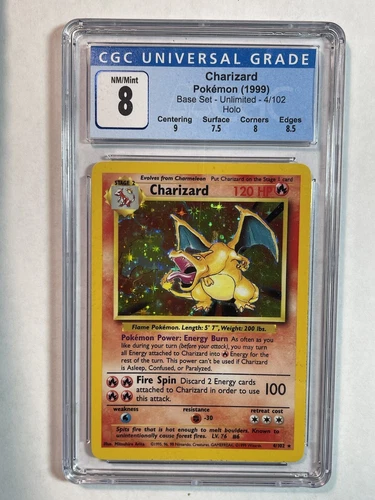 CGC UNIVERSAL GRADE
NM/Mint
8
Charizard
Pokémon (1999)
Base Set - Unlimited - 4/102
Holo
Centering Surface Corners Edges
9 7.5 8 8.5
Evolves from Charmeleon Put Charizard on the Stage 1 card
STAGE 2
Charizard 120 HP
Flame Pokémon. Length: 5' 7", Weight: 200 lbs.
Pokémon Power: Energy Burn As often as you
like during your turn (before your attack), you may turn
all Energy attached to Charizard into Energy for the
rest of the turn. This power can't be used if Charizard
is Asleep, Confused, or Paralyzed.
Fire Spin Discard 2 Energy cards
attached to Charizard in order to use
this attack.
100
weakness resistance retreat cost
-30
Spits fire that is hot enough to melt boulders. Known to
unintentionally cause forest fires. LV. 76 #6
Illus. Mitsuhiro Arita
4/102